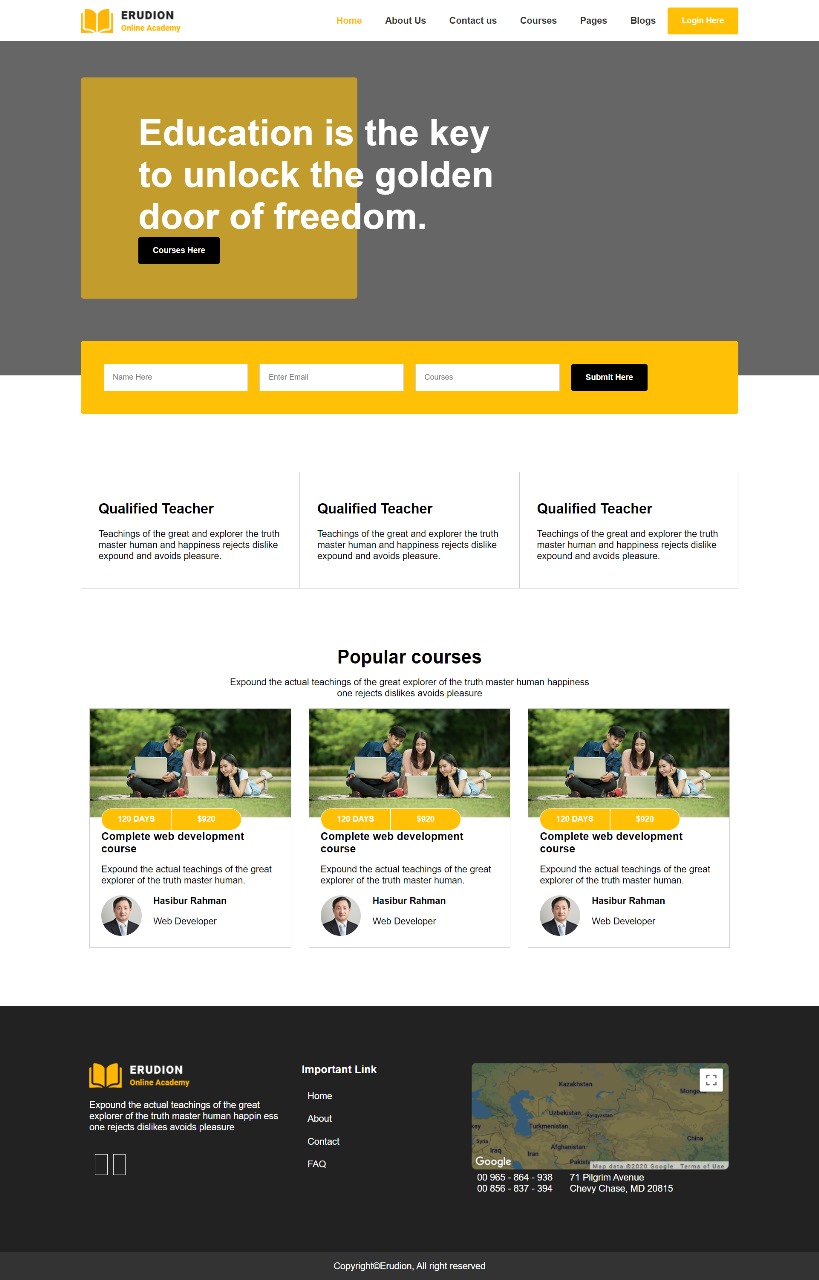 ERUDION
Online Academy
Home About Us Contact us Courses Pages Blogs Login Here
Education is the key
to unlock the golden
door of freedom.
Courses Here
Name Here Enter Email Courses Submit Here
Qualified Teacher Qualified Teacher Qualified Teacher
Teachings of the great and explorer the truth Teachings of the great and explorer the truth Teachings of the great and explorer the truth
master human and happiness rejects dislike master human and happiness rejects dislike master human and happiness rejects dislike
expound and avoids pleasure. expound and avoids pleasure. expound and avoids pleasure.
Popular courses
Expound the actual teachings of the great explorer of the truth master human happiness
one rejects dislikes avoids pleasure
120 DAYS $920 120 DAYS $920 120 DAYS $920
Complete web development Complete web development Complete web development
course course course
Expound the actual teachings of the great Expound the actual teachings of the great Expound the actual teachings of the great
explorer of the truth master human. explorer of the truth master human. explorer of the truth master human.
Hasibur Rahman Hasibur Rahman Hasibur Rahman
Web Developer Web Developer Web Developer
ERUDION
Online Academy
Expound the actual teachings of the great
explorer of the truth master human happin ess
one rejects dislikes avoids pleasure
Important Link
Home
About
Contact
FAQ
Kazakhstan
Mongo
Uzbekistan Kyrgyzstan
key Turkmenistan
Syria China
Iraq Iran Afghanistan
Pakist
Google
Map data ©2020 Google Terms of Use
00 965 - 864 - 938 71 Pilgrim Avenue
00 856 - 837 - 394 Chevy Chase, MD 20815
Copyright©Erudion, All right reserved